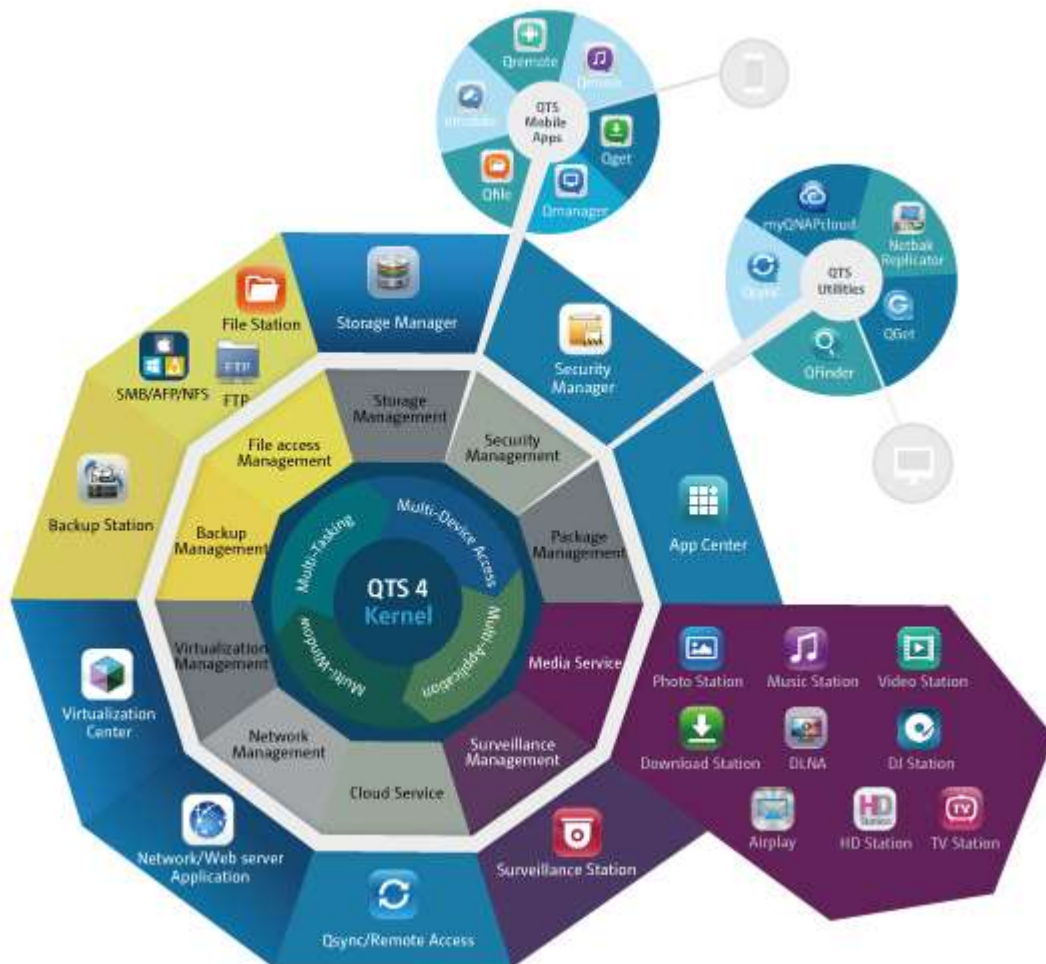 Qremote
QTS
Mobile
Apps
Qget
Qfile
Qmanager
myQNAPcloud
Netbak
Replicator
QTS
Utilities
QGet
QFinder
File Station
Storage Manager
Security
Manager
SMB/AFP/NFS
FTP
FTP
Storage
Management
File access
Management
Security
Management
Backup Station
Backup
Management
Package
Management
App Center
Multi-Tasking
Multi-Device Access
QTS 4
Kernel
Multi-Window
Multi-Application
Virtualization
Management
Media Service
Virtualization
Center
Network
Management
Surveillance
Management
Cloud Service
Photo Station
Music Station
Video Station
Download Station
DLNA
DJ Station
HD
Station
TV
Airplay
HD Station
TV Station
Network/Web server
Application
Surveillance Station
Qsync/Remote Access